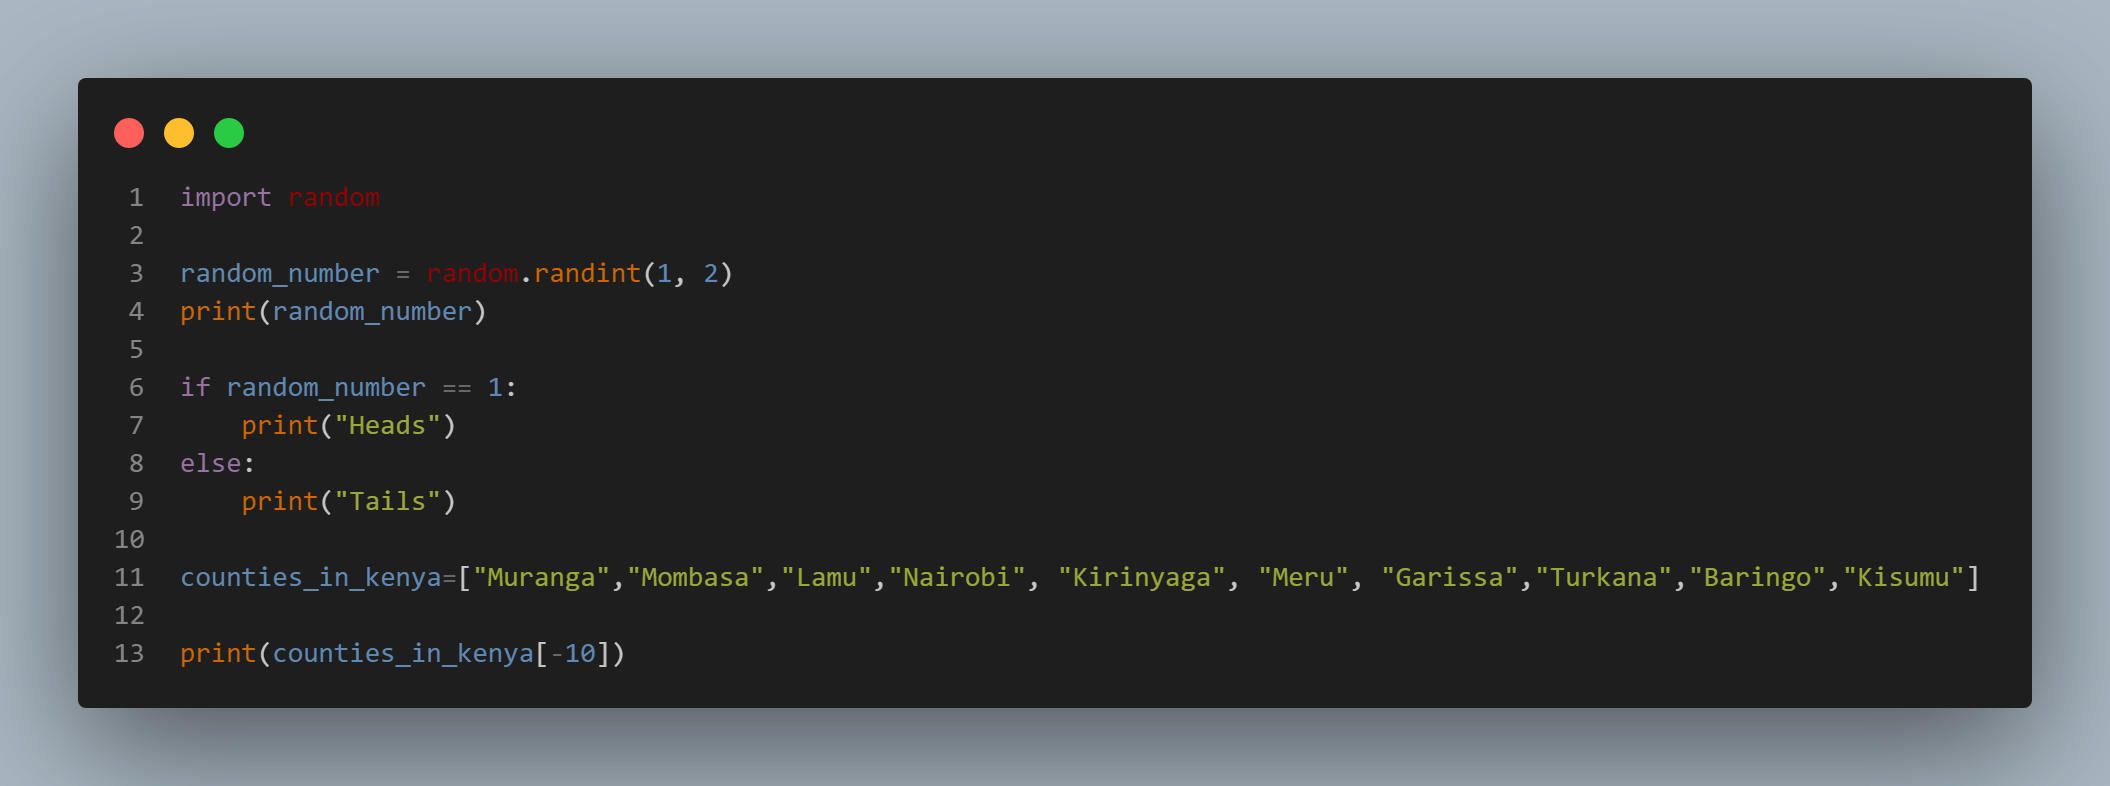 1 import random
2
3 random_number = random.randint(1, 2)
4 print(random_number)
5
6 if random_number == 1:
7     print("Heads")
8 else:
9     print("Tails")
10
11 counties_in_kenya=["Muranga","Mombasa","Lamu","Nairobi", "Kirinyaga", "Meru", "Garissa","Turkana","Baringo","Kisumu"]
12
13 print(counties_in_kenya[-10])